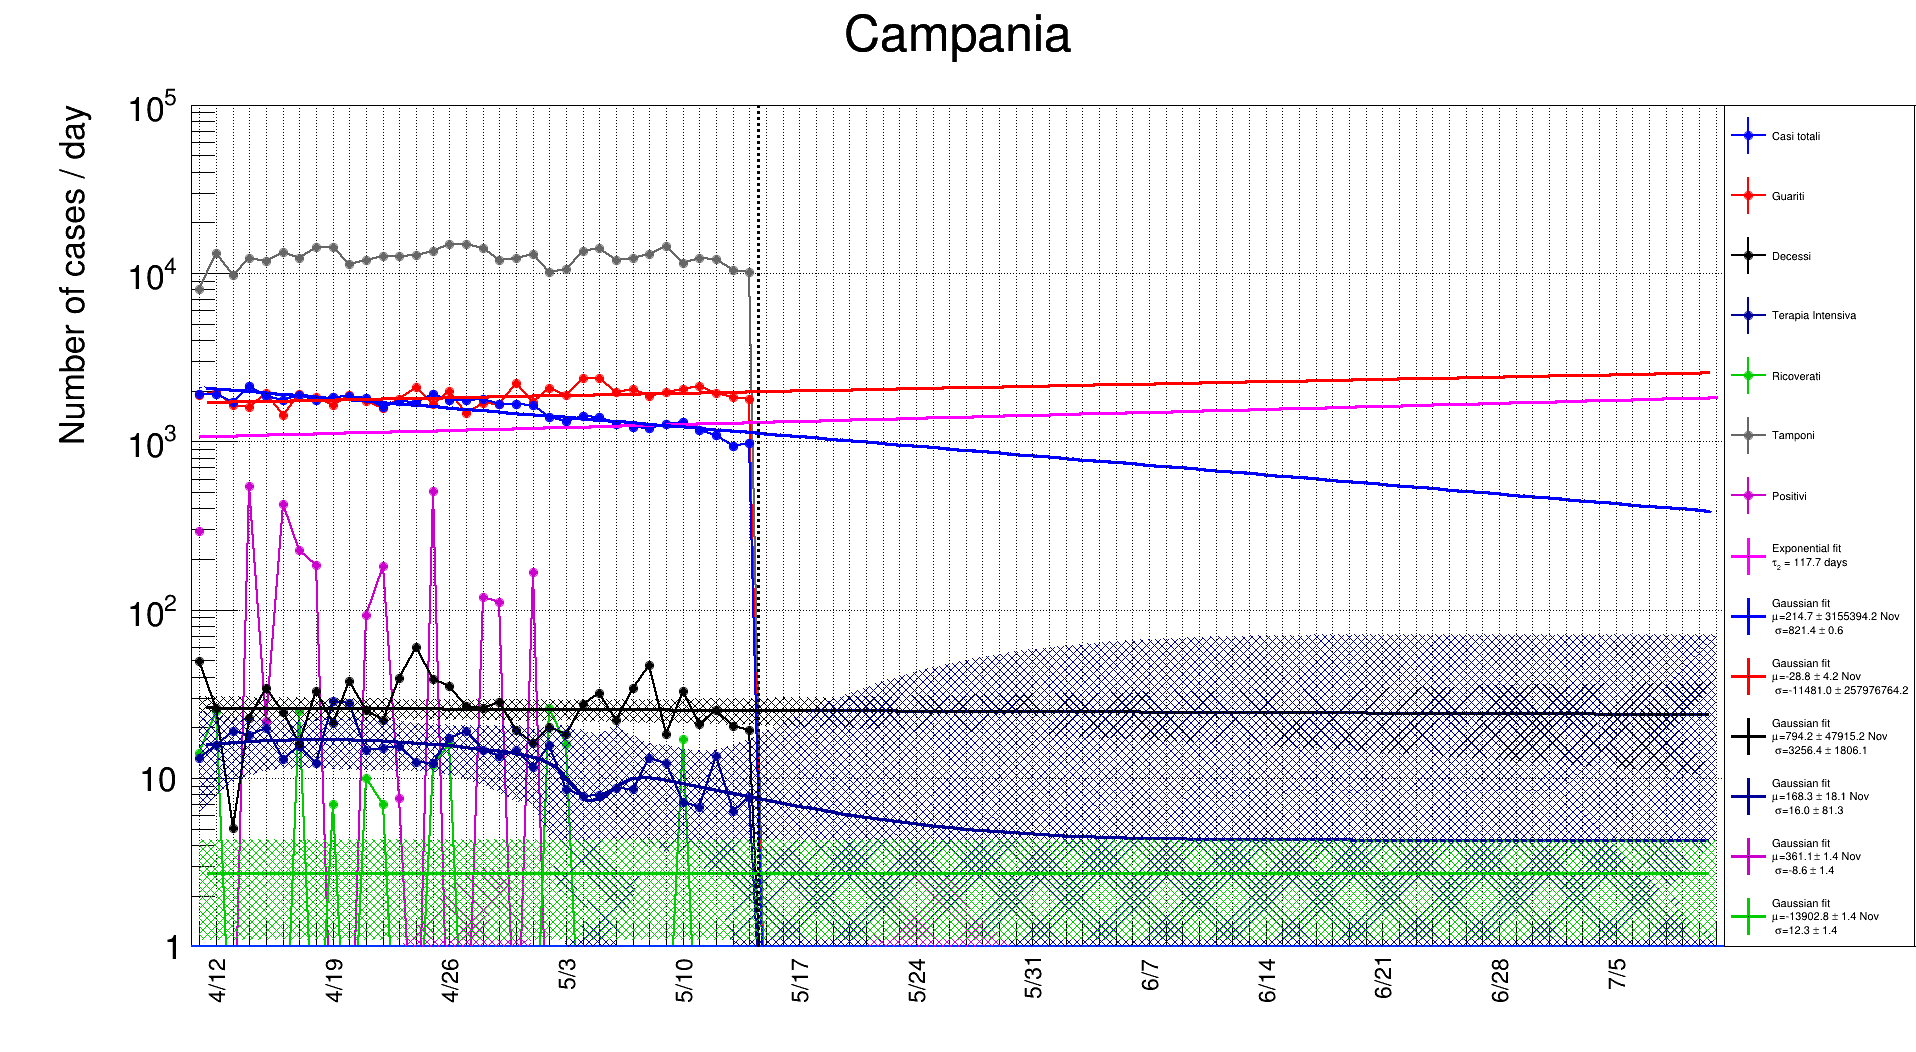 Campania
Number of cases / day
10^5
10^4
10^3
10^2
10
1
4/12
4/19
4/26
5/3
5/10
5/17
5/24
5/31
6/7
6/14
6/21
6/28
7/5
Casi totali
Guariti
Decessi
Terapia Intensiva
Ricoverati
Tamponi
Positivi
Exponential fit
τ₂ = 117.7 days
Gaussian fit
μ=214.7 ± 3155394.2 Nov
σ=821.4 ± 0.6
Gaussian fit
μ=-28.8 ± 4.2 Nov
σ=-11481.0 ± 257976764.2
Gaussian fit
μ=794.2 ± 47915.2 Nov
σ=3256.4 ± 1806.1
Gaussian fit
μ=168.3 ± 18.1 Nov
σ=16.0 ± 81.3
Gaussian fit
μ=361.1 ± 1.4 Nov
σ=-8.6 ± 1.4
Gaussian fit
μ=-13902.8 ± 1.4 Nov
σ=12.3 ± 1.4